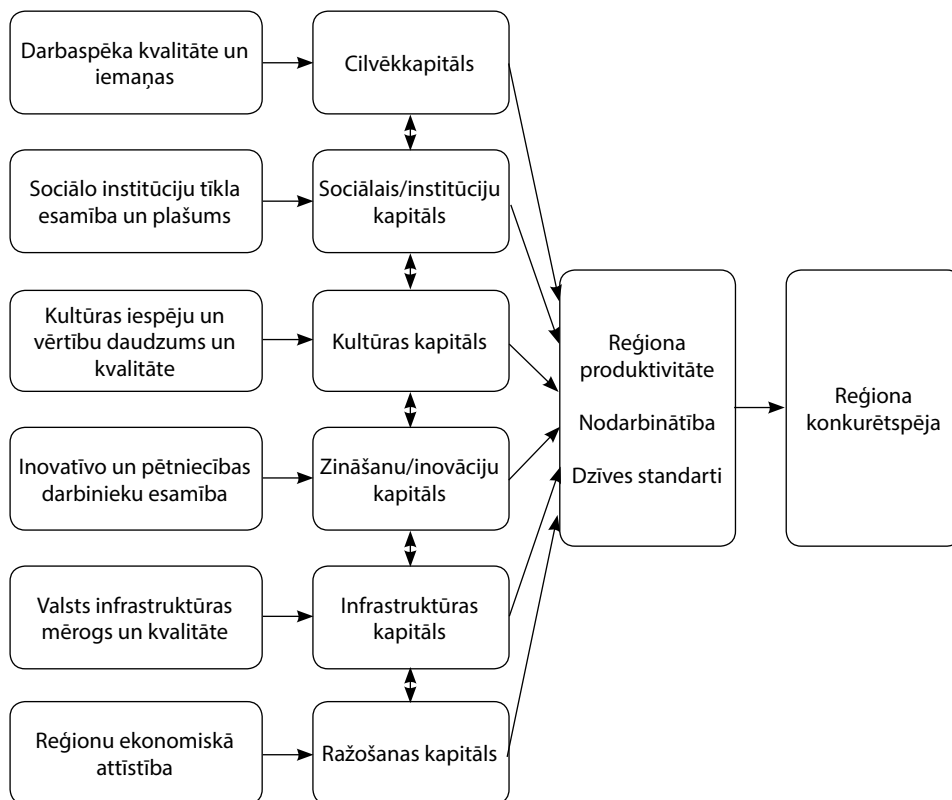 Darbaspēka kvalitāte un
iemaņas
Cilvēkkapitāls
Sociālo institūciju tīkla
esamība un plašums
Sociālais/institūciju
kapitāls
Kultūras iespēju un
vērtību daudzums un
kvalitāte
Kultūras kapitāls
Inovatīvo un pētniecības
darbinieku esamība
Zināšanu/inovāciju
kapitāls
Valsts infrastruktūras
mērogs un kvalitāte
Infrastruktūras
kapitāls
Reģionu ekonomiskā
attīstība
Ražošanas kapitāls
Reģiona
produktivitāte
Nodarbinātība
Dzīves standarti
Reģiona
konkurētspēja